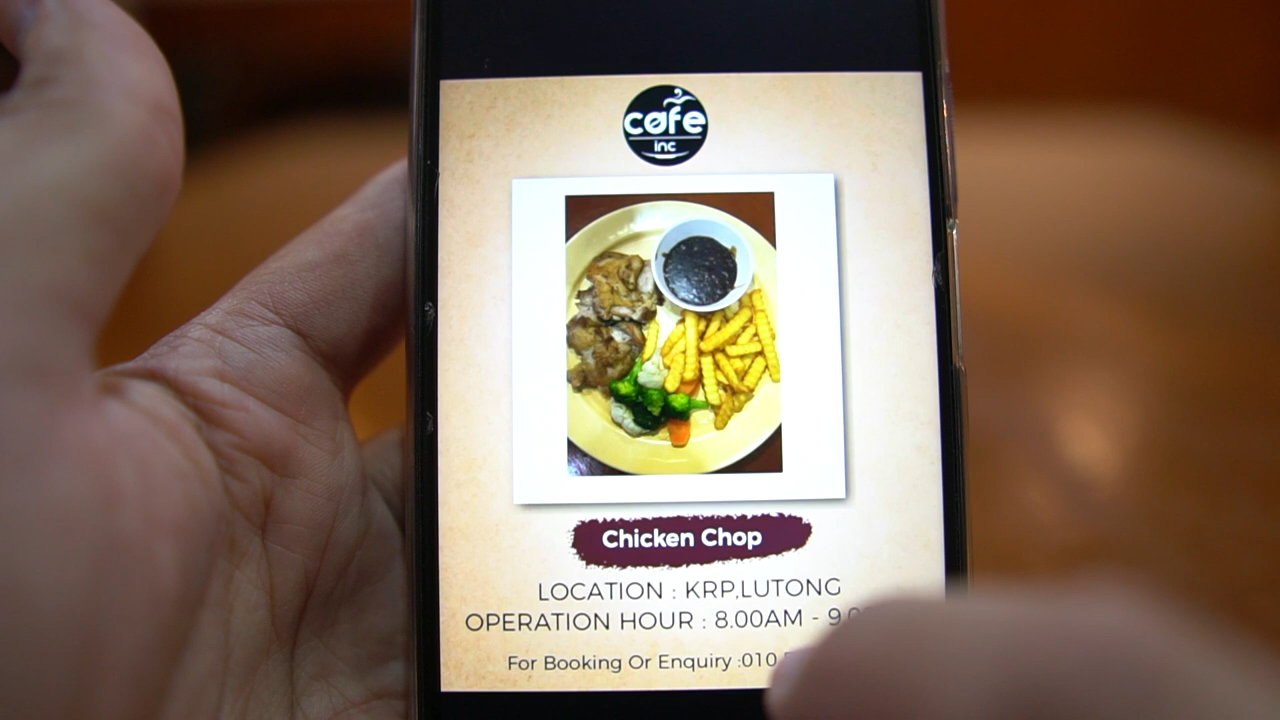 cafe
inc
Chicken Chop
LOCATION : KRP,LUTONG
OPERATION HOUR : 8.00AM -
For Booking Or Enquiry :010